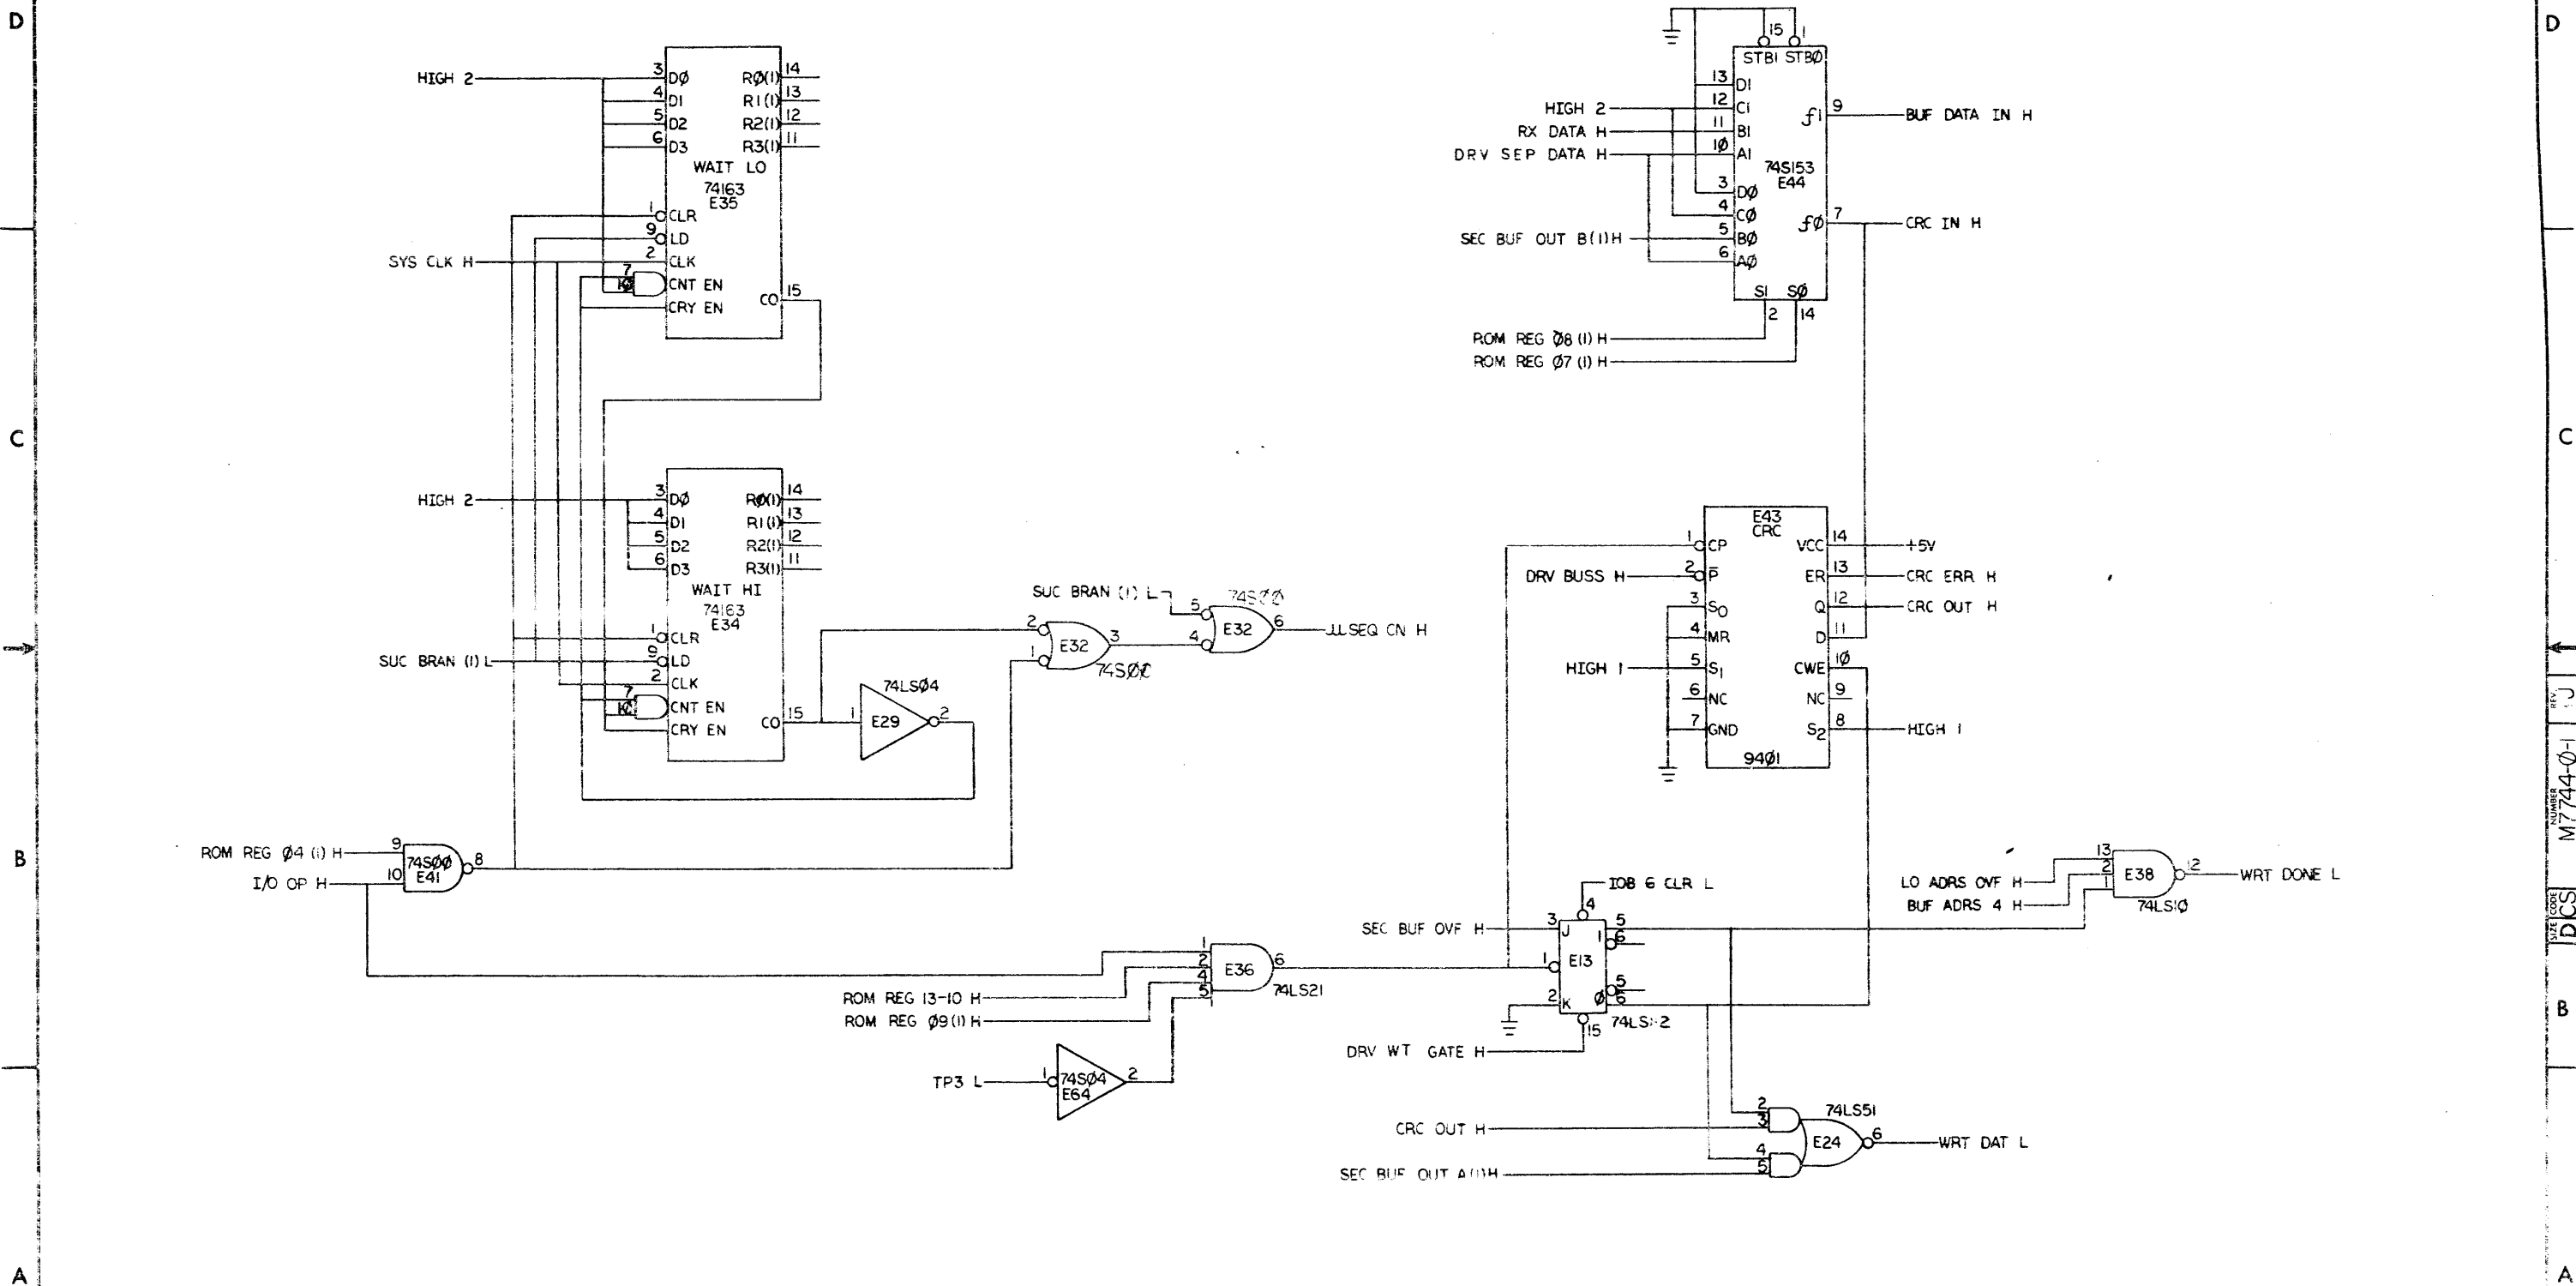 D
D
HIGH 2
3 DØ RØ(1) 14
4 D1 R1(1) 13
5 D2 R2(1) 12
6 D3 R3(1) 11
WAIT LO
74163
E35
1 CLR
9 LD
SYS CLK H 2 CLK
7
CNT EN
CRY EN
CO 15
15 1
STB1 STBØ
13 D1
HIGH 2 12 C1
RX DATA H 11 B1
DRV SEP DATA H 1Ø A1
f1 9 BUF DATA IN H
74S153
E44
3 DØ
4 CØ
SEC BUF OUT B(1)H 5 BØ
6 AØ
fØ 7 CRC IN H
S1 SØ
2 14
ROM REG Ø8 (1) H
ROM REG Ø7 (1) H
C
C
HIGH 2
3 DØ RØ(1) 14
4 D1 R1(1) 13
5 D2 R2(1) 12
6 D3 R3(1) 11
WAIT HI
74163
E34
1 CLR
SUC BRAN (1) L 9 LD
2 CLK
7
CNT EN
CRY EN
CO 15
1 E29 2
74LSØ4
2
1
E32 3
74SØØ
SUC BRAN (1) L 5
4
E32 6
74SØØ
SEQ CN H
E43
CRC
1 CP VCC 14 +5V
DRV BUSS H 2 P̅ ER 13 CRC ERR H
3 S0 Q 12 CRC OUT H
4 MR D 11
HIGH 1 5 S1 CWE 1Ø
6 NC NC 9
7 GND S2 8 HIGH 1
94Ø1
REV
J
NUMBER
M7744-Ø-1
CODE
CS
SIZE
D
B
B
ROM REG Ø4 (1) H 9
I/O OP H 10
74SØØ
E41
8
1
2
4
5
E36 6
74LS21
ROM REG 13-10 H
ROM REG Ø9(1) H
TP3 L 1 74SØ4 2
E64
IOB 6 CLR L
4
SEC BUF OVF H 3 J 1 5
6
1 E13
5
2 K Ø 6
15
DRV WT GATE H
LO ADRS OVF H 13
BUF ADRS 4 H 2
1
E38 12 WRT DONE L
74LS1Ø
74LS51
2
CRC OUT H 3
4
SEC BUF OUT A(1)H 5
E24 6 WRT DAT L
A
A